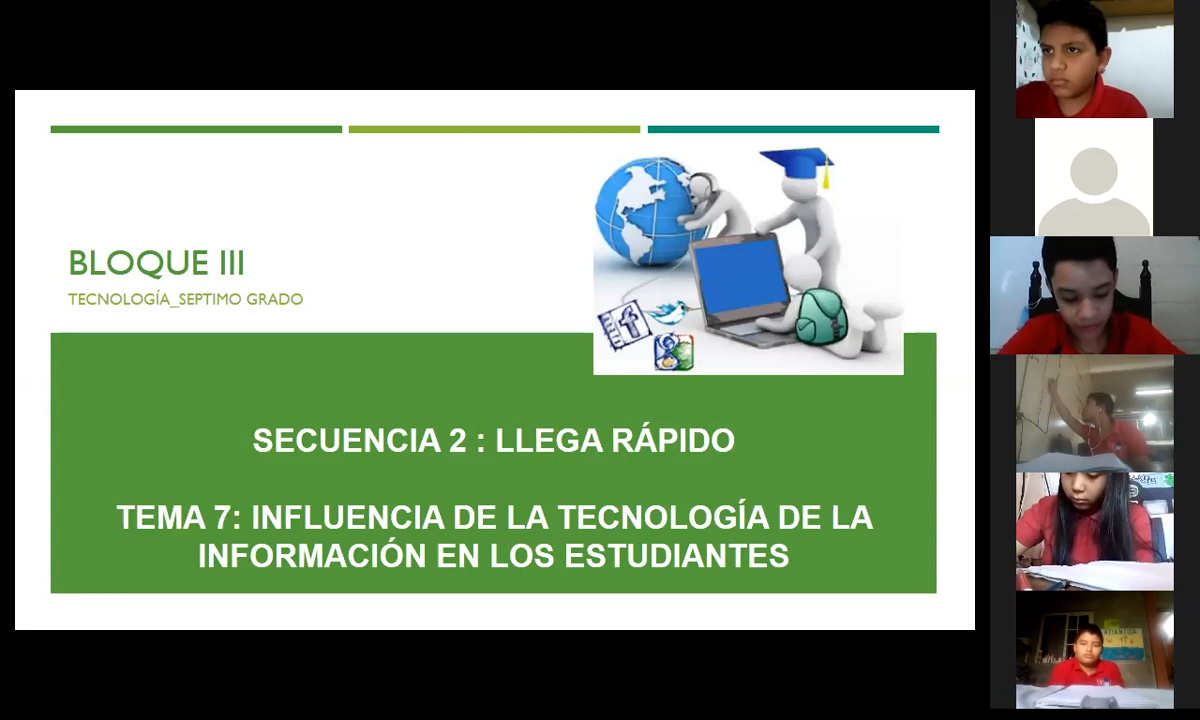 BLOQUE III
TECNOLOGÍA_SEPTIMO GRADO
SECUENCIA 2 : LLEGA RÁPIDO
TEMA 7: INFLUENCIA DE LA TECNOLOGÍA DE LA
INFORMACIÓN EN LOS ESTUDIANTES